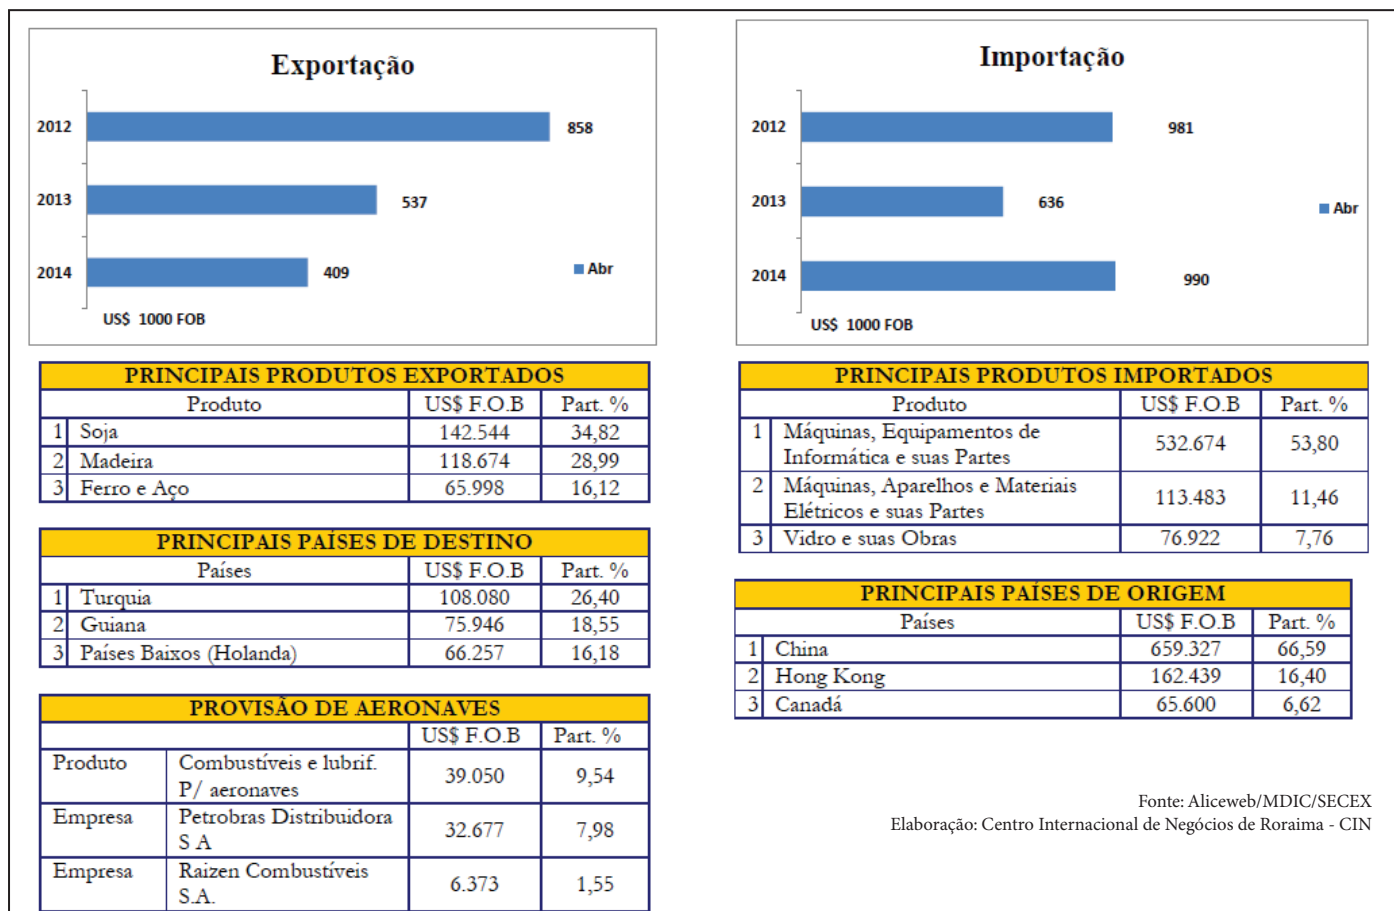 Exportação
2012
858
2013
537
2014
409
Abr
US$ 1000 FOB
PRINCIPAIS PRODUTOS EXPORTADOS
Produto US$ F.O.B Part. %
1 Soja 142.544 34,82
2 Madeira 118.674 28,99
3 Ferro e Aço 65.998 16,12
PRINCIPAIS PAÍSES DE DESTINO
Países US$ F.O.B Part. %
1 Turquia 108.080 26,40
2 Guiana 75.946 18,55
3 Países Baixos (Holanda) 66.257 16,18
PROVISÃO DE AERONAVES
US$ F.O.B Part. %
Produto Combustíveis e lubrif.
P/ aeronaves 39.050 9,54
Empresa Petrobras Distribuidora
S A 32.677 7,98
Empresa Raizen Combustíveis
S.A. 6.373 1,55
Importação
2012
981
2013
636
2014
990
Abr
US$ 1000 FOB
PRINCIPAIS PRODUTOS IMPORTADOS
Produto US$ F.O.B Part. %
1 Máquinas, Equipamentos de
Informática e suas Partes 532.674 53,80
2 Máquinas, Aparelhos e Materiais
Elétricos e suas Partes 113.483 11,46
3 Vidro e suas Obras 76.922 7,76
PRINCIPAIS PAÍSES DE ORIGEM
Países US$ F.O.B Part. %
1 China 659.327 66,59
2 Hong Kong 162.439 16,40
3 Canadá 65.600 6,62
Fonte: Aliceweb/MDIC/SECEX
Elaboração: Centro Internacional de Negócios de Roraima - CIN